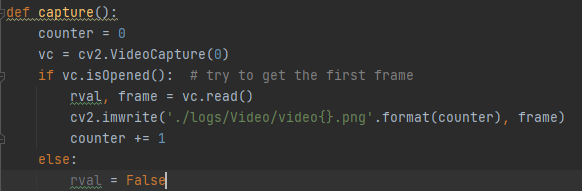 def capture():
    counter = 0
    vc = cv2.VideoCapture(0)
    if vc.isOpened():  # try to get the first frame
        rval, frame = vc.read()
        cv2.imwrite('./logs/Video/video{}.png'.format(counter), frame)
        counter += 1
    else:
        rval = False